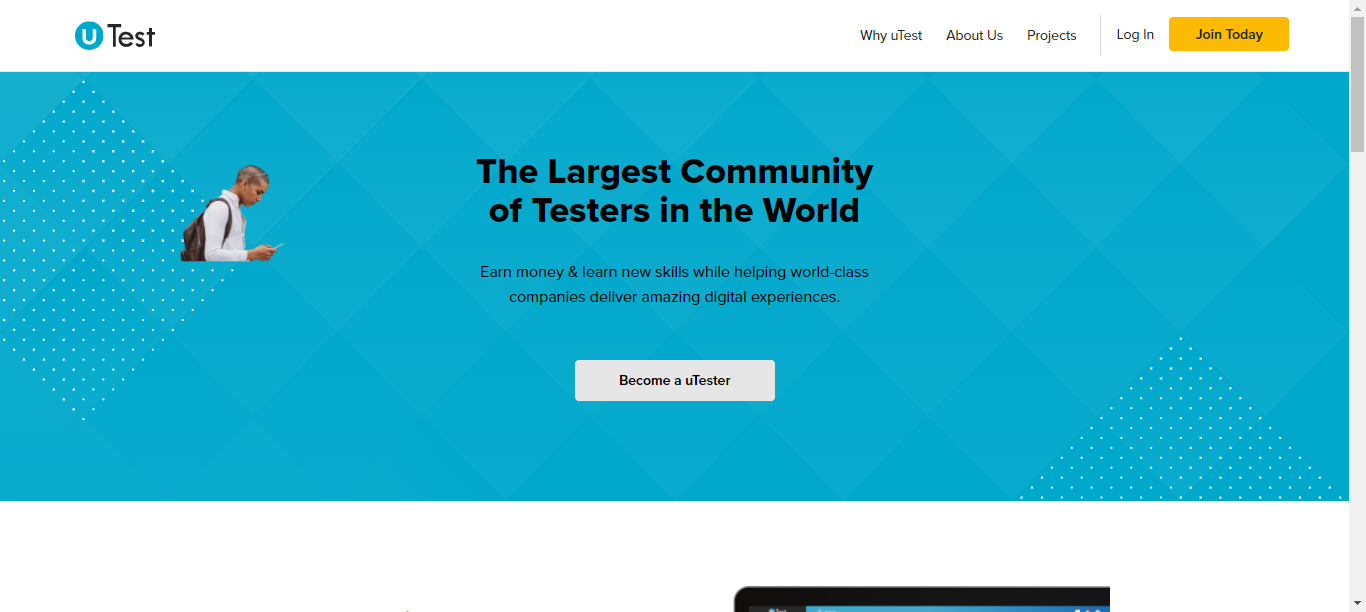 uTest
Why uTest
About Us
Projects
Log In
Join Today
The Largest Community
of Testers in the World
Earn money & learn new skills while helping world-class
companies deliver amazing digital experiences.
Become a uTester